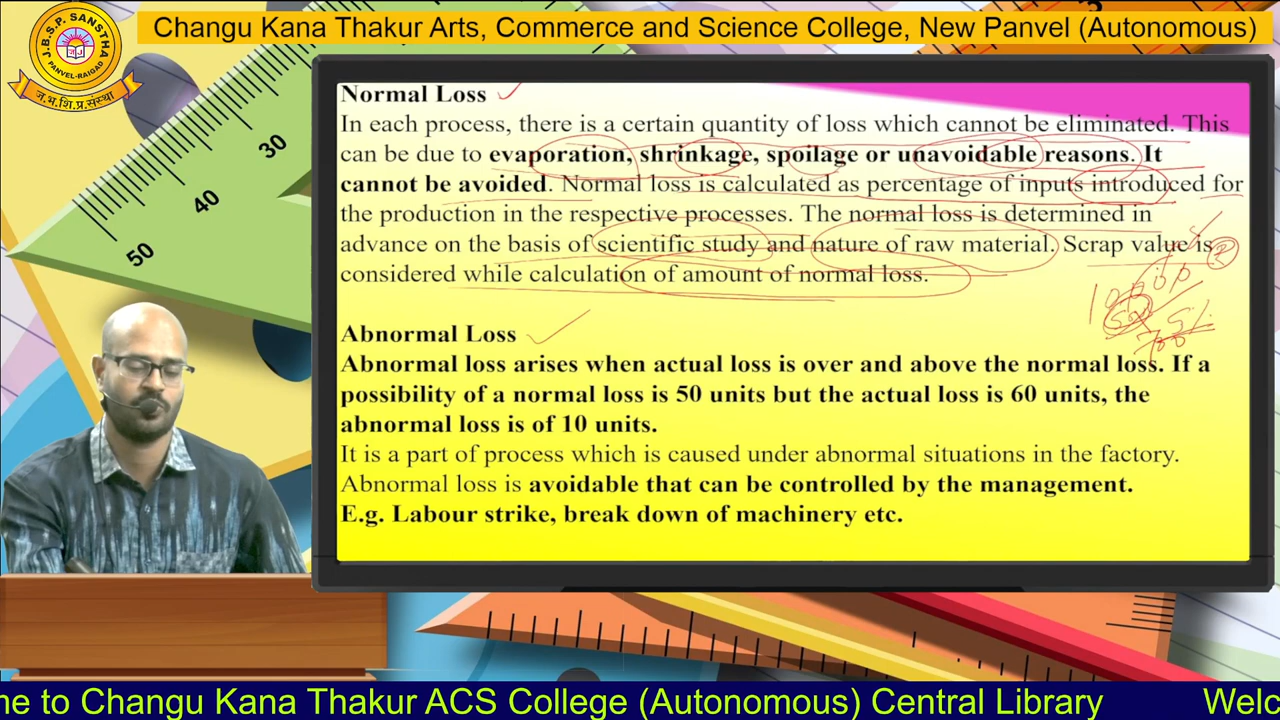 Changu Kana Thakur Arts, Commerce and Science College, New Panvel (Autonomous)
J.B.S.P. SANSTHA
PANVEL-RAIGAD
ज.भ.शि.प्र.संस्था
Normal Loss
In each process, there is a certain quantity of loss which cannot be eliminated. This
can be due to evaporation, shrinkage, spoilage or unavoidable reasons. It
cannot be avoided. Normal loss is calculated as percentage of inputs introduced for
the production in the respective processes. The normal loss is determined in
advance on the basis of scientific study and nature of raw material. Scrap value is
considered while calculation of amount of normal loss.
Abnormal Loss
Abnormal loss arises when actual loss is over and above the normal loss. If a
possibility of a normal loss is 50 units but the actual loss is 60 units, the
abnormal loss is of 10 units.
It is a part of process which is caused under abnormal situations in the factory.
Abnormal loss is avoidable that can be controlled by the management.
E.g. Labour strike, break down of machinery etc.
30
40
50
me to Changu Kana Thakur ACS College (Autonomous) Central Library
Welc